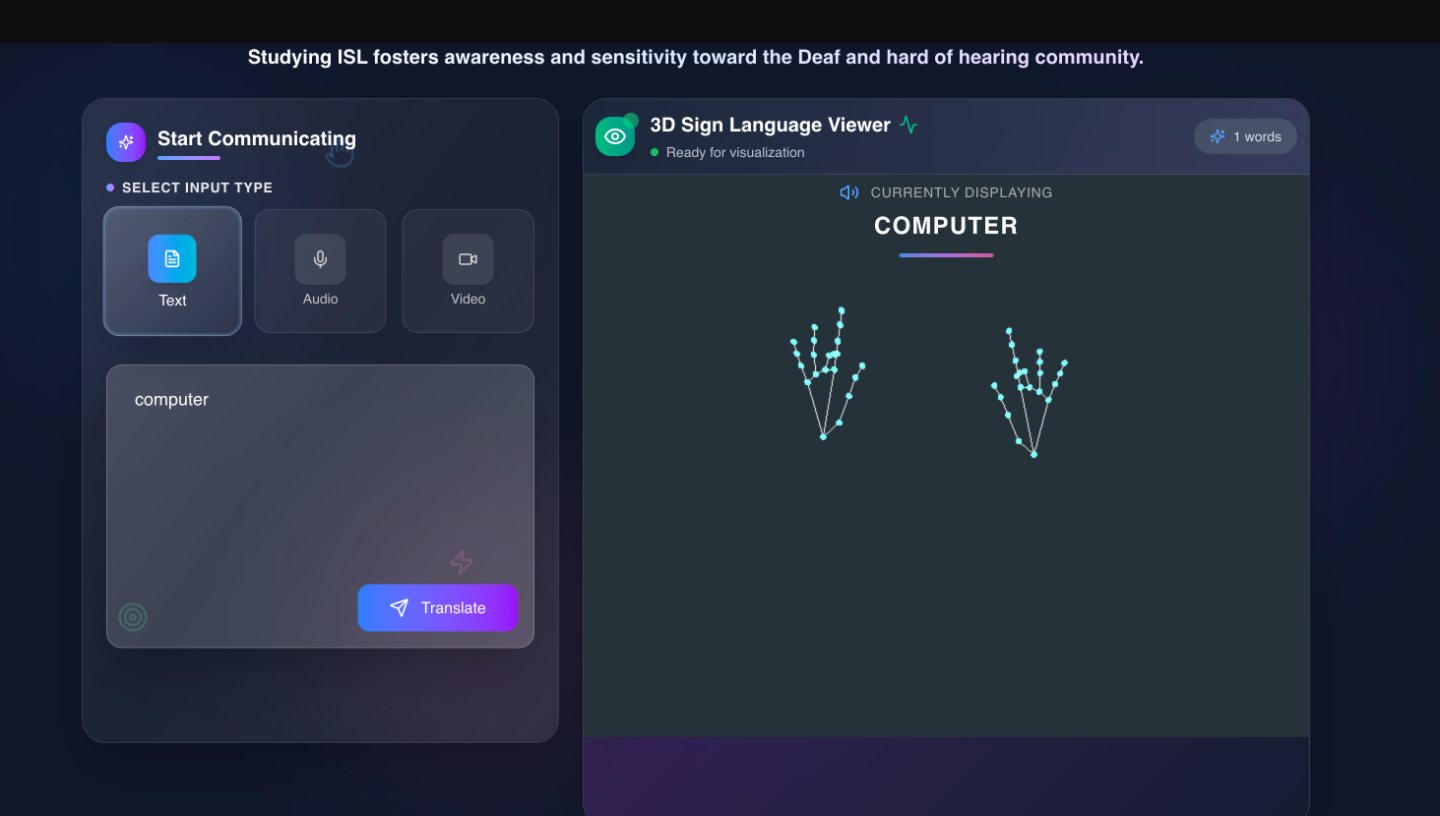 Studying ISL fosters awareness and sensitivity toward the Deaf and hard of hearing community.
Start Communicating
SELECT INPUT TYPE
Text
Audio
Video
computer
Translate
3D Sign Language Viewer
Ready for visualization
1 words
CURRENTLY DISPLAYING
COMPUTER